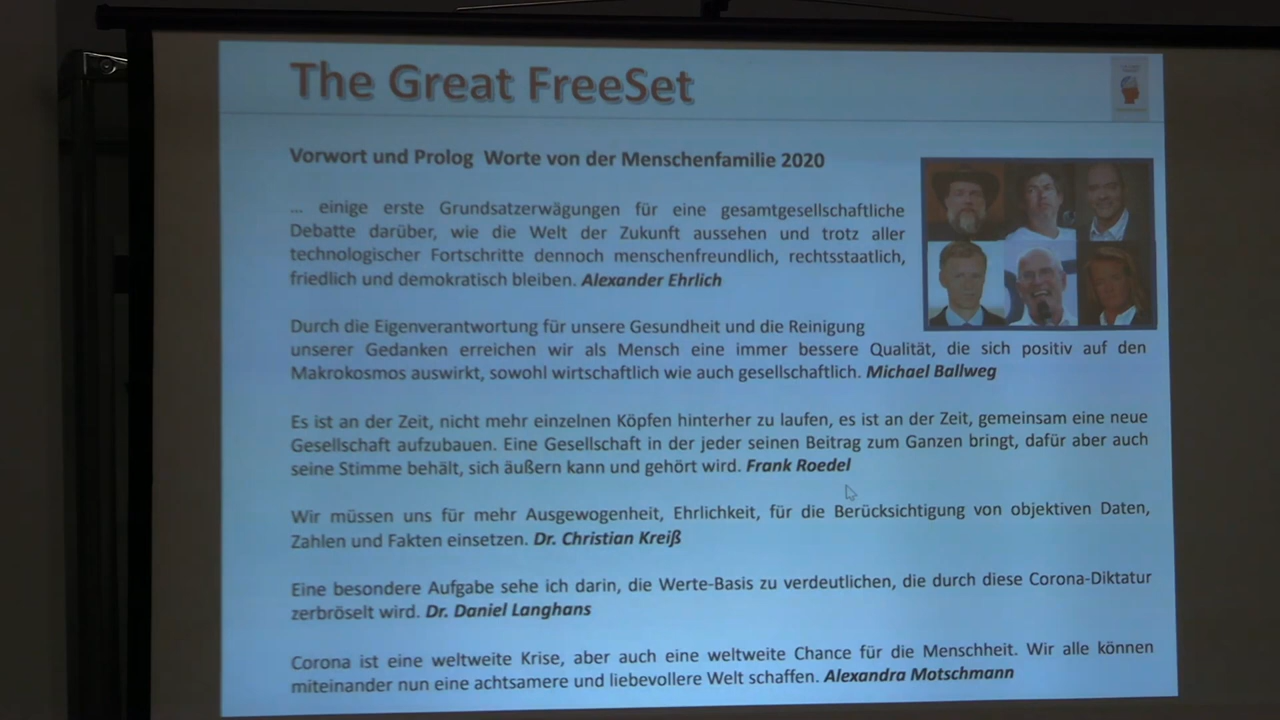 The Great FreeSet
Vorwort und Prolog Worte von der Menschenfamilie 2020
... einige erste Grundsatzerwägungen für eine gesamtgesellschaftliche
Debatte darüber, wie die Welt der Zukunft aussehen und trotz aller
technologischer Fortschritte dennoch menschenfreundlich, rechtsstaatlich,
friedlich und demokratisch bleiben. Alexander Ehrlich
Durch die Eigenverantwortung für unsere Gesundheit und die Reinigung
unserer Gedanken erreichen wir als Mensch eine immer bessere Qualität, die sich positiv auf den
Makrokosmos auswirkt, sowohl wirtschaftlich wie auch gesellschaftlich. Michael Ballweg
Es ist an der Zeit, nicht mehr einzelnen Köpfen hinterher zu laufen, es ist an der Zeit, gemeinsam eine neue
Gesellschaft aufzubauen. Eine Gesellschaft in der jeder seinen Beitrag zum Ganzen bringt, dafür aber auch
seine Stimme behält, sich äußern kann und gehört wird. Frank Roedel
Wir müssen uns für mehr Ausgewogenheit, Ehrlichkeit, für die Berücksichtigung von objektiven Daten,
Zahlen und Fakten einsetzen. Dr. Christian Kreiß
Eine besondere Aufgabe sehe ich darin, die Werte-Basis zu verdeutlichen, die durch diese Corona-Diktatur
zerbröselt wird. Dr. Daniel Langhans
Corona ist eine weltweite Krise, aber auch eine weltweite Chance für die Menschheit. Wir alle können
miteinander nun eine achtsamere und liebevollere Welt schaffen. Alexandra Motschmann